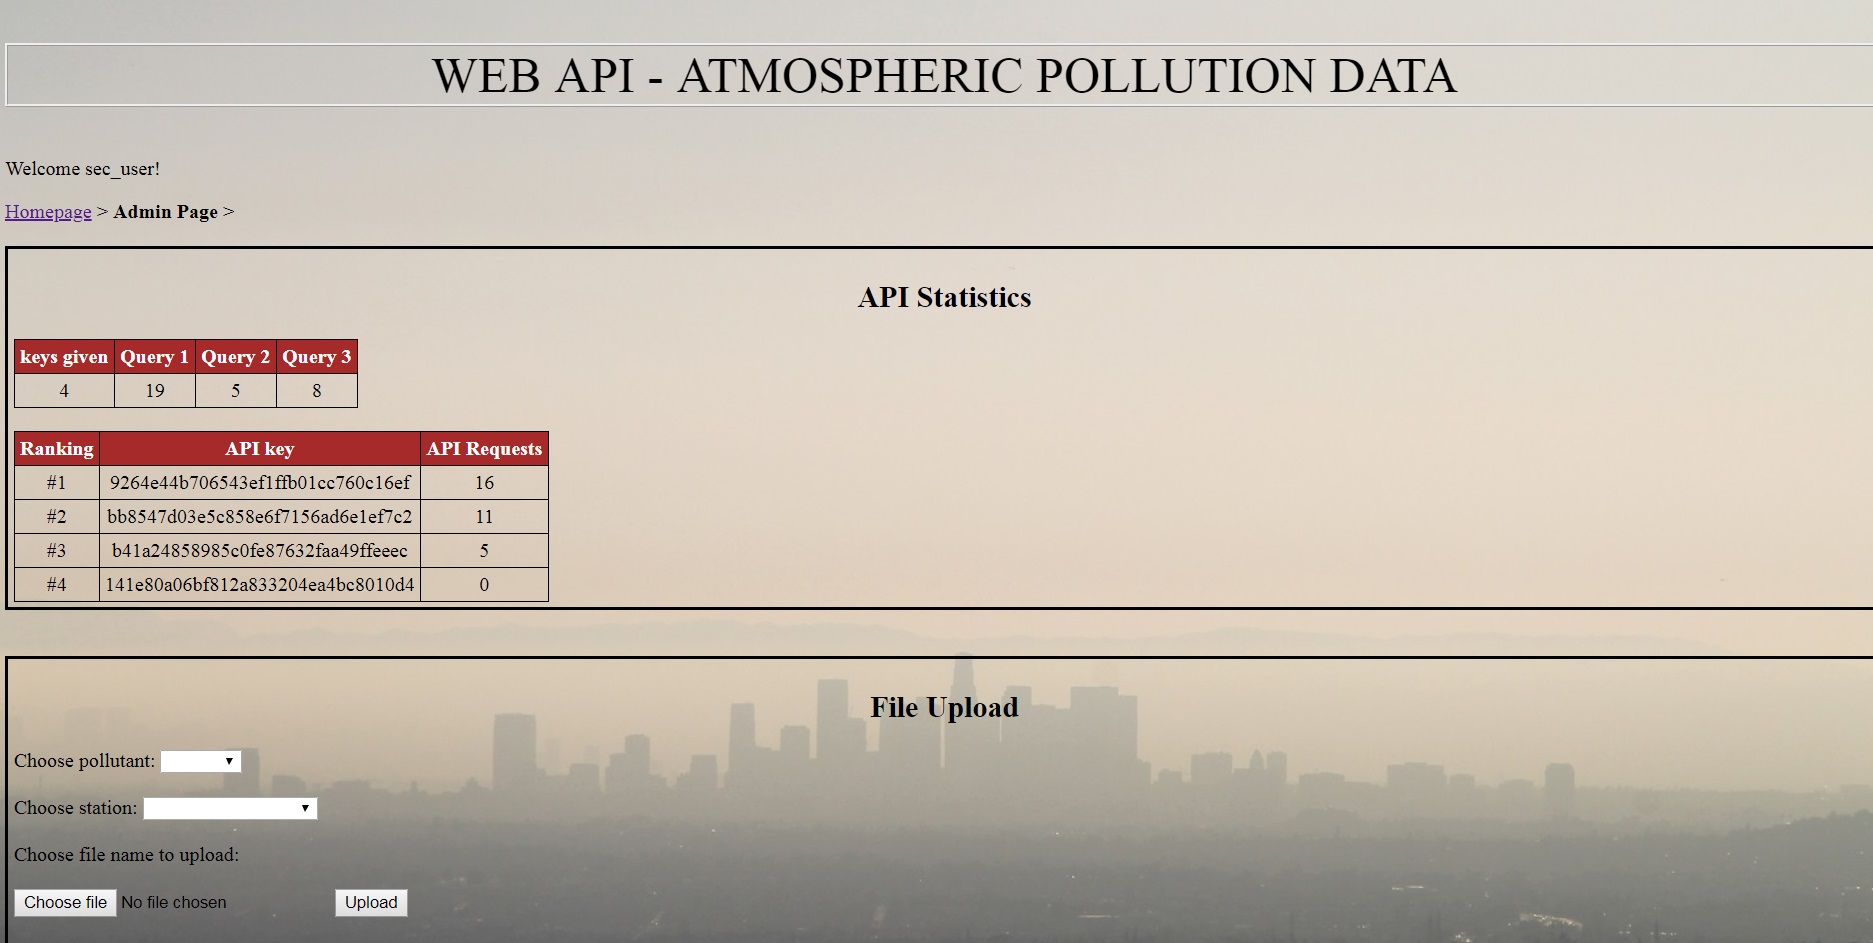 WEB API - ATMOSPHERIC POLLUTION DATA
Welcome sec_user!
Homepage > Admin Page >
API Statistics
keys given Query 1 Query 2 Query 3
4 19 5 8
Ranking API key API Requests
#1 9264e44b706543ef1ffb01cc760c16ef 16
#2 bb8547d03e5c858e6f7156ad6e1ef7c2 11
#3 b41a24858985c0fe87632faa49ffeeec 5
#4 141e80a06bf812a833204ea4bc8010d4 0
File Upload
Choose pollutant:
Choose station:
Choose file name to upload:
Choose file No file chosen Upload